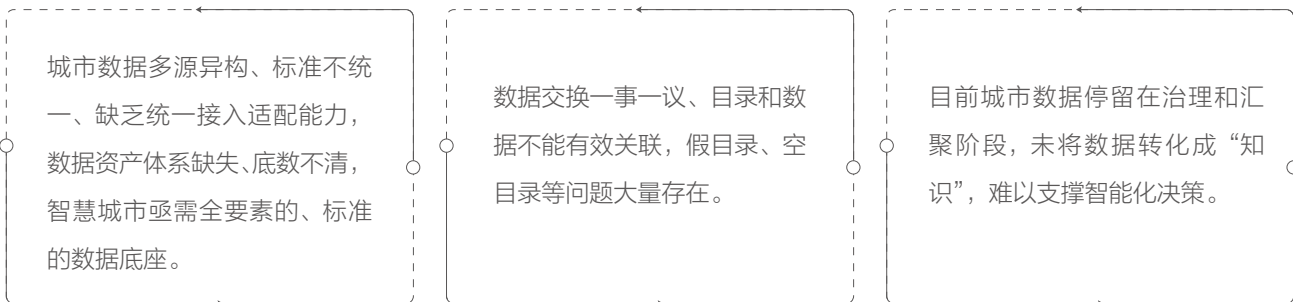 城市数据多源异构、标准不统
一、缺乏统一接入适配能力，
数据资产体系缺失、底数不清，
智慧城市亟需全要素的、标准
的数据底座。
数据交换一事一议、目录和数
据不能有效关联，假目录、空
目录等问题大量存在。
目前城市数据停留在治理和汇
聚阶段，未将数据转化成“知
识”，难以支撑智能化决策。